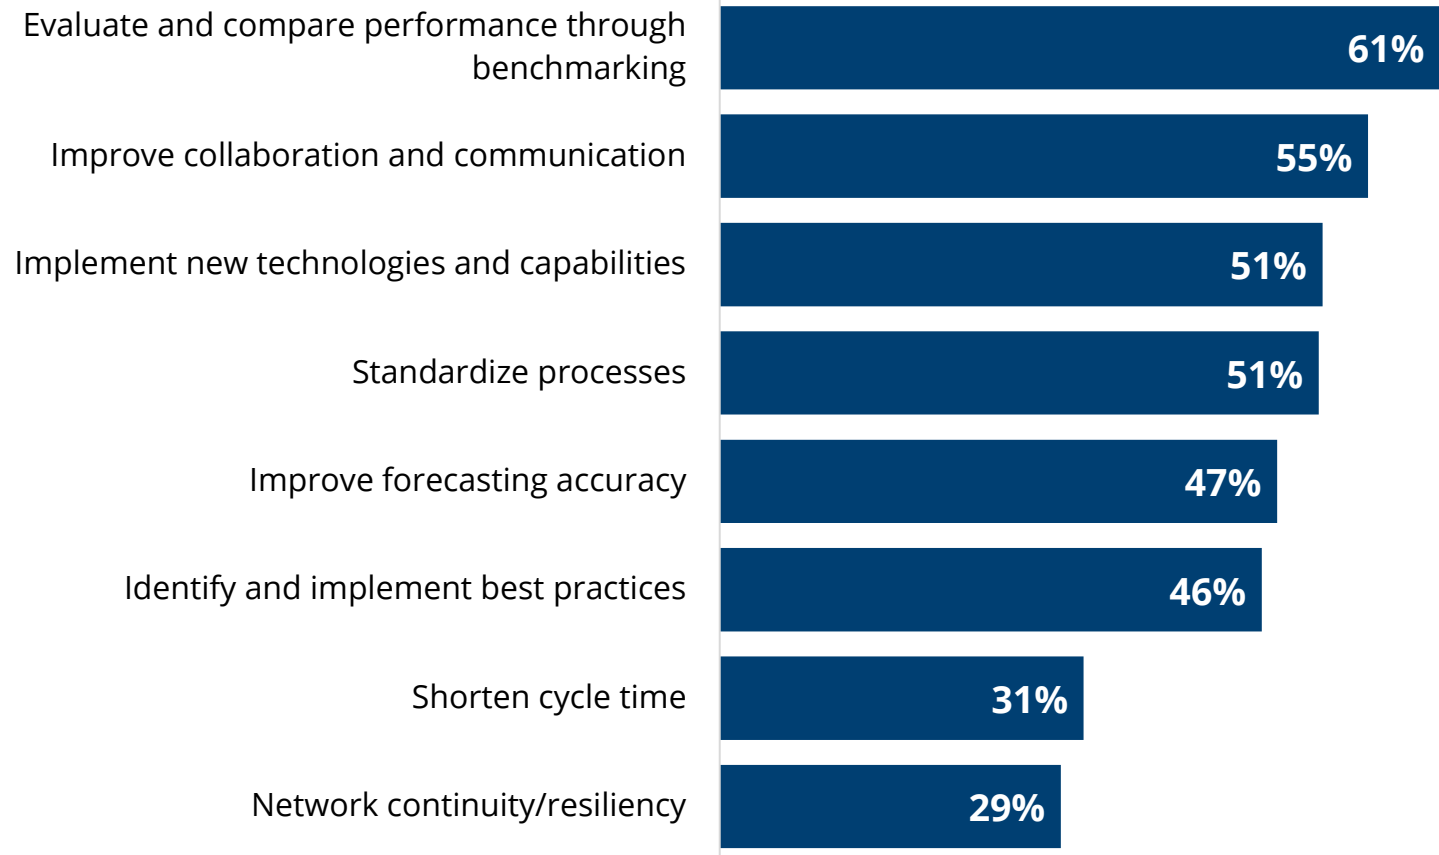 Evaluate and compare performance through
benchmarking
61%
Improve collaboration and communication
55%
Implement new technologies and capabilities
51%
Standardize processes
51%
Improve forecasting accuracy
47%
Identify and implement best practices
46%
Shorten cycle time
31%
Network continuity/resiliency
29%